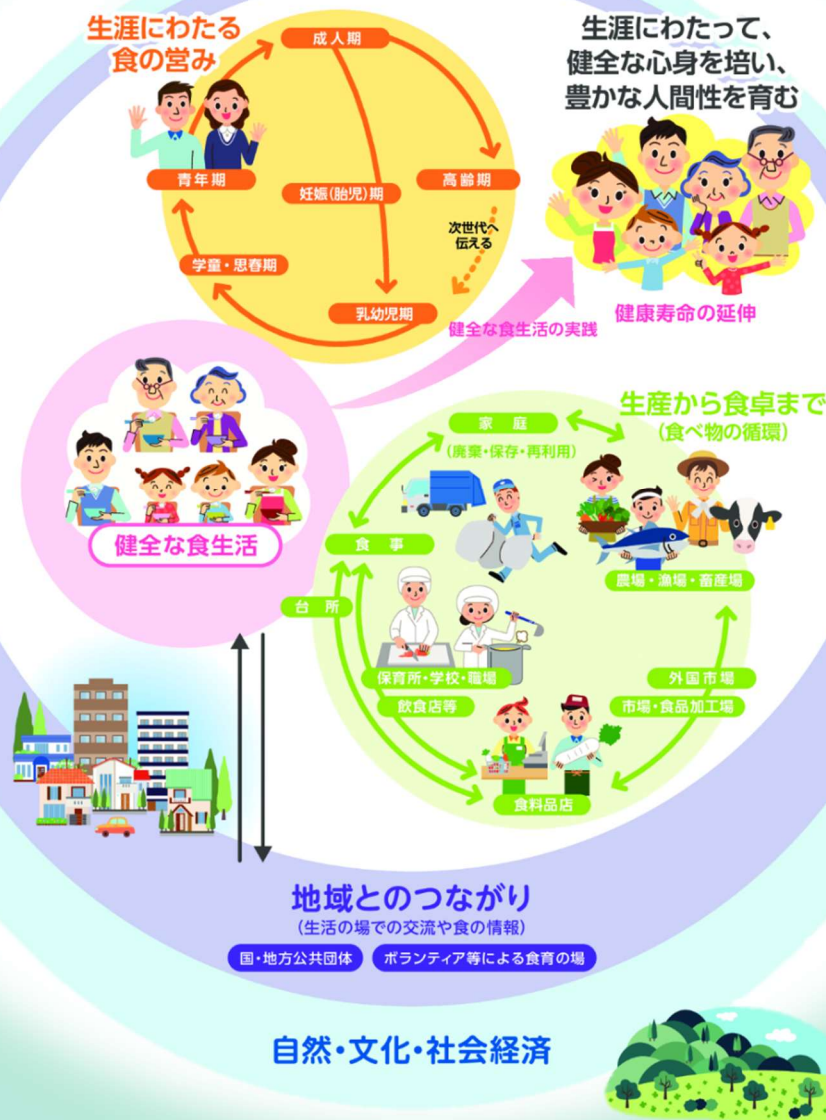 生涯にわたる
食の営み
成人期
青年期
妊娠(胎児)期
高齢期
次世代へ
伝える
学童・思春期
乳幼児期
生涯にわたって、
健全な心身を培い、
豊かな人間性を育む
健康寿命の延伸
健全な食生活の実践
健全な食生活
生産から食卓まで
(食べ物の循環)
家庭
(廃棄・保存・再利用)
食事
農場・漁場・畜産場
台所
保育所・学校・職場
飲食店等
外国市場
市場・食品加工場
食料品店
地域とのつながり
(生活の場での交流や食の情報)
国・地方公共団体
ボランティア等による食育の場
自然・文化・社会経済